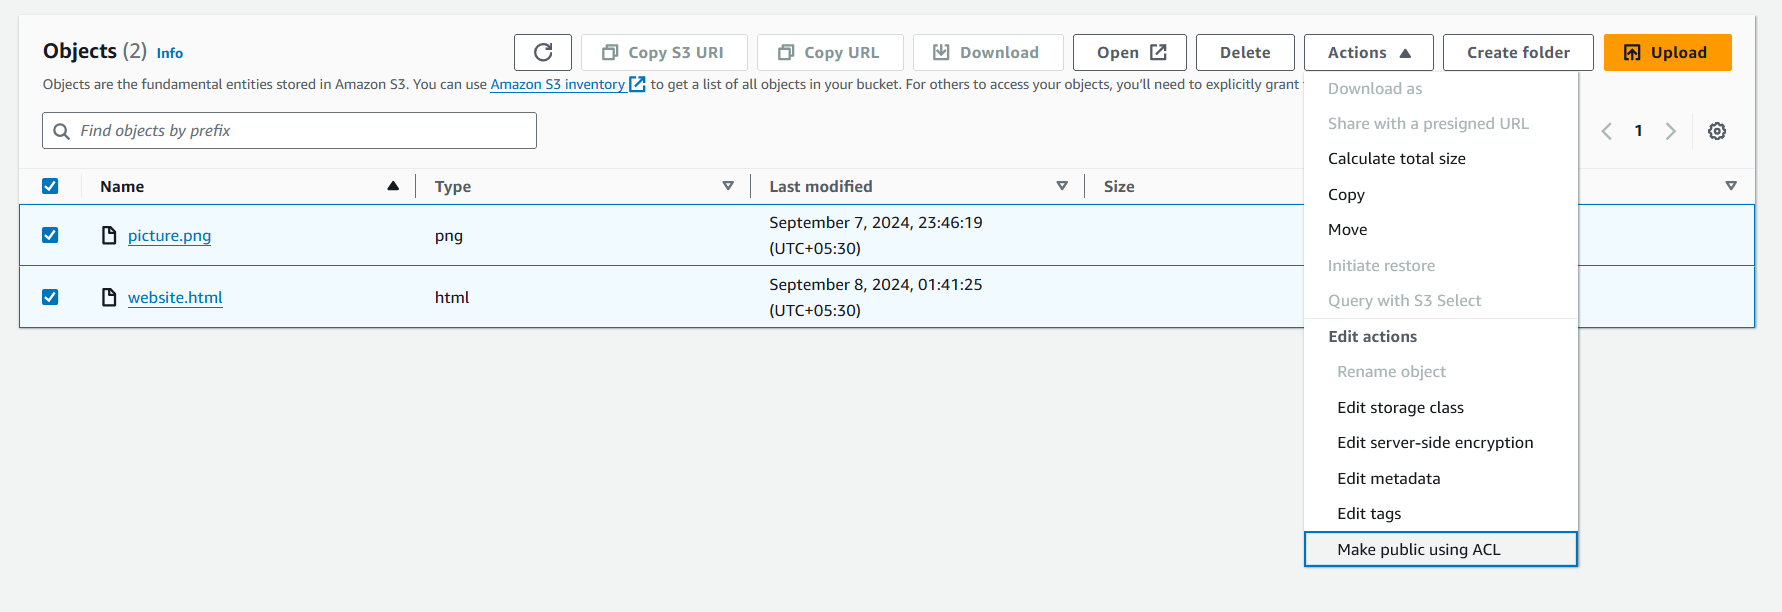 Objects (2) Info
Copy S3 URI
Copy URL
Download
Open
Delete
Actions
Create folder
Upload
Objects are the fundamental entities stored in Amazon S3. You can use Amazon S3 inventory to get a list of all objects in your bucket. For others to access your objects, you'll need to explicitly grant
Find objects by prefix
1
Name
Type
Last modified
Size
picture.png
png
September 7, 2024, 23:46:19
(UTC+05:30)
website.html
html
September 8, 2024, 01:41:25
(UTC+05:30)
Download as
Share with a presigned URL
Calculate total size
Copy
Move
Initiate restore
Query with S3 Select
Edit actions
Rename object
Edit storage class
Edit server-side encryption
Edit metadata
Edit tags
Make public using ACL